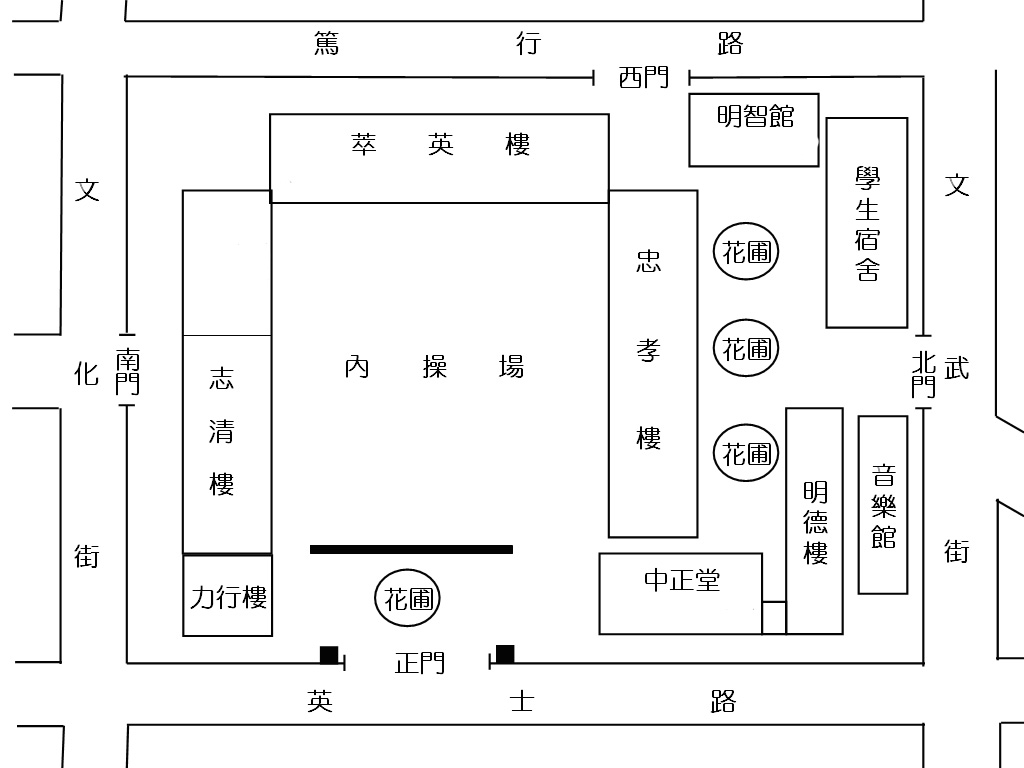 篤行路
西門
明智館
萃英樓
學生宿舍
文化街
文武街
花圃
忠孝樓
花圃
南門
志清樓
內操場
北門
花圃
明德樓
音樂館
力行樓
花圃
中正堂
正門
英士路